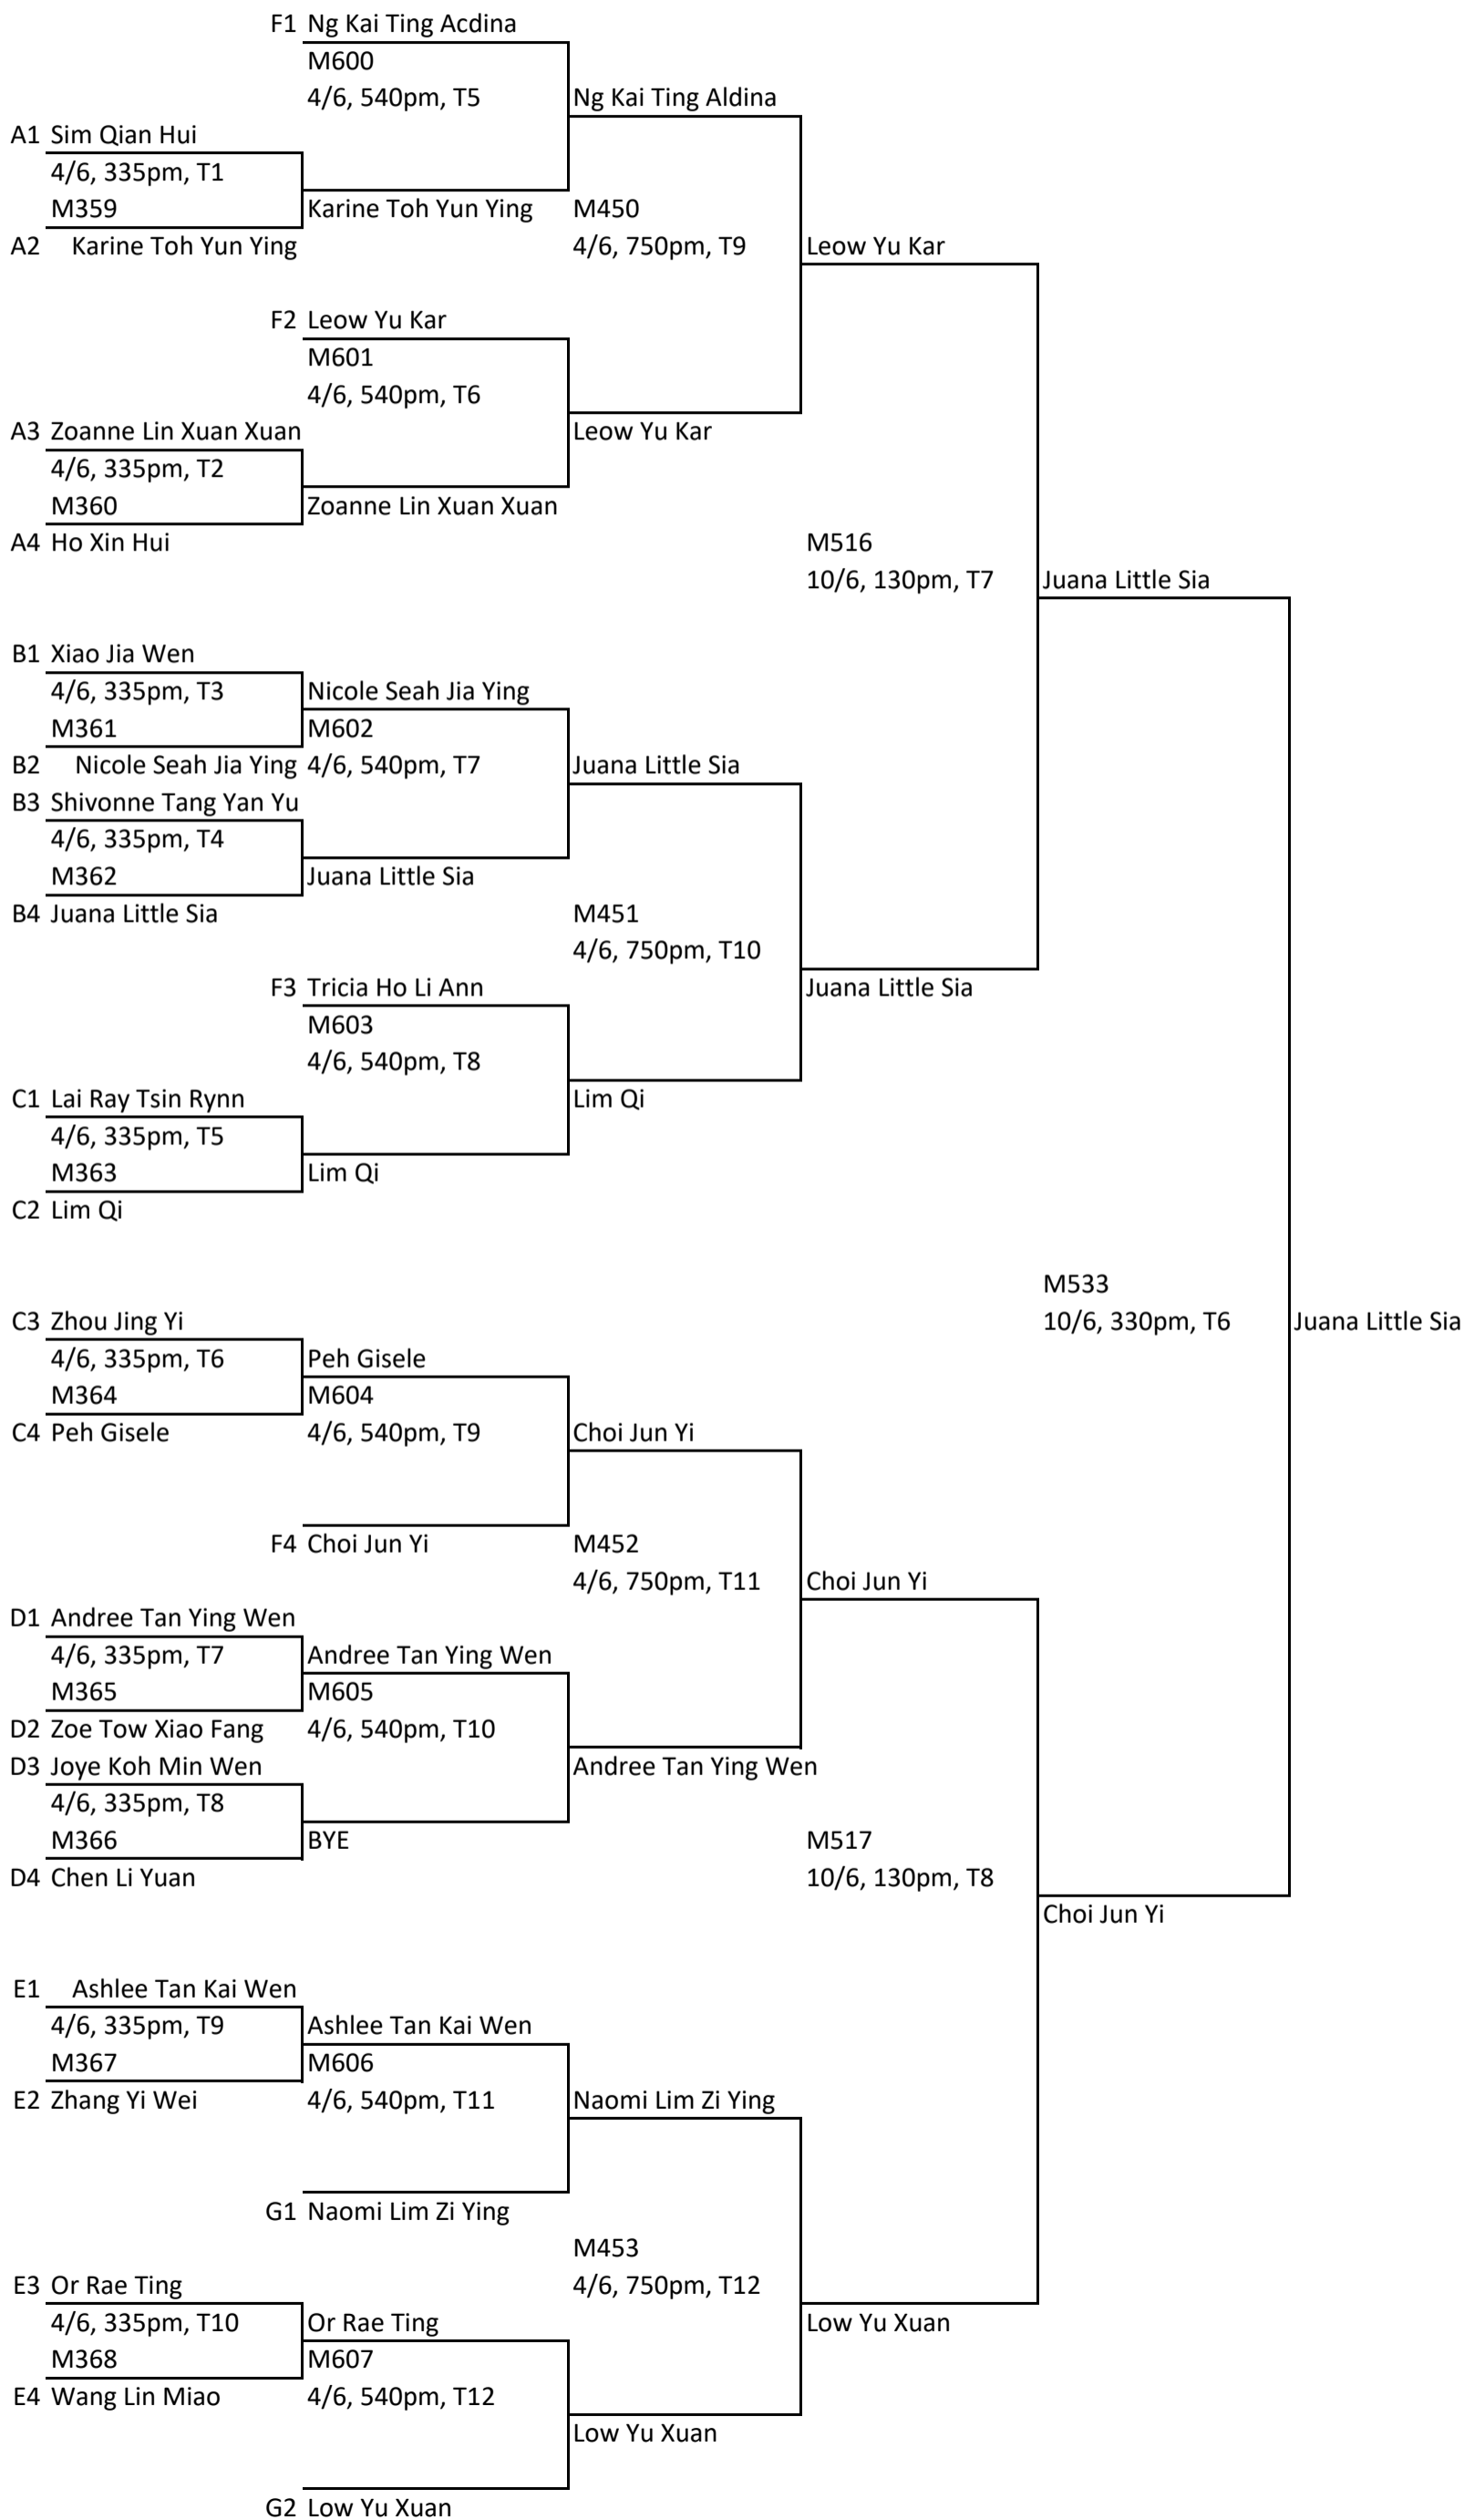 F1 Ng Kai Ting Acdina
M600
4/6, 540pm, T5 Ng Kai Ting Aldina
A1 Sim Qian Hui
4/6, 335pm, T1
M359 Karine Toh Yun Ying M450
A2 Karine Toh Yun Ying 4/6, 750pm, T9 Leow Yu Kar
F2 Leow Yu Kar
M601
4/6, 540pm, T6
A3 Zoanne Lin Xuan Xuan Leow Yu Kar
4/6, 335pm, T2
M360 Zoanne Lin Xuan Xuan
A4 Ho Xin Hui M516
10/6, 130pm, T7 Juana Little Sia
B1 Xiao Jia Wen
4/6, 335pm, T3 Nicole Seah Jia Ying
M361 M602
B2 Nicole Seah Jia Ying 4/6, 540pm, T7 Juana Little Sia
B3 Shivonne Tang Yan Yu
4/6, 335pm, T4
M362 Juana Little Sia
B4 Juana Little Sia M451
4/6, 750pm, T10
F3 Tricia Ho Li Ann Juana Little Sia
M603
4/6, 540pm, T8
C1 Lai Ray Tsin Rynn Lim Qi
4/6, 335pm, T5
M363 Lim Qi
C2 Lim Qi
M533
C3 Zhou Jing Yi 10/6, 330pm, T6 Juana Little Sia
4/6, 335pm, T6 Peh Gisele
M364 M604
C4 Peh Gisele 4/6, 540pm, T9 Choi Jun Yi
F4 Choi Jun Yi M452
4/6, 750pm, T11 Choi Jun Yi
D1 Andree Tan Ying Wen
4/6, 335pm, T7 Andree Tan Ying Wen
M365 M605
D2 Zoe Tow Xiao Fang 4/6, 540pm, T10
D3 Joye Koh Min Wen Andree Tan Ying Wen
4/6, 335pm, T8
M366 BYE M517
D4 Chen Li Yuan 10/6, 130pm, T8
Choi Jun Yi
E1 Ashlee Tan Kai Wen
4/6, 335pm, T9 Ashlee Tan Kai Wen
M367 M606
E2 Zhang Yi Wei 4/6, 540pm, T11 Naomi Lim Zi Ying
G1 Naomi Lim Zi Ying
M453
E3 Or Rae Ting 4/6, 750pm, T12
4/6, 335pm, T10 Or Rae Ting Low Yu Xuan
M368 M607
E4 Wang Lin Miao 4/6, 540pm, T12
Low Yu Xuan
G2 Low Yu Xuan